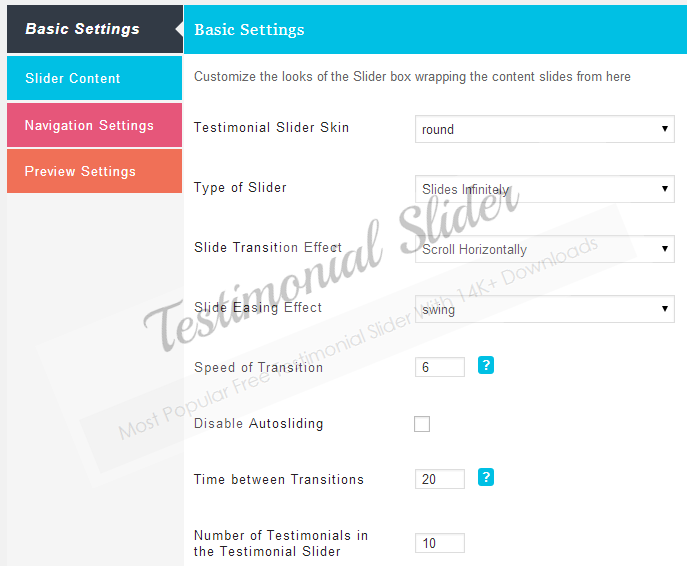 Basic Settings
Slider Content
Navigation Settings
Preview Settings
Basic Settings
Customize the looks of the Slider box wrapping the content slides from here
Testimonial Slider Skin
round
Type of Slider
Slides Infinitely
Slide Transition Effect
Scroll Horizontally
Slide Easing Effect
swing
Speed of Transition
6
?
Disable Autosliding
Time between Transitions
20
?
Number of Testimonials in
the Testimonial Slider
10
Testimonial Slider
Most Popular Free Testimonial Slider With 14K+ Downloads